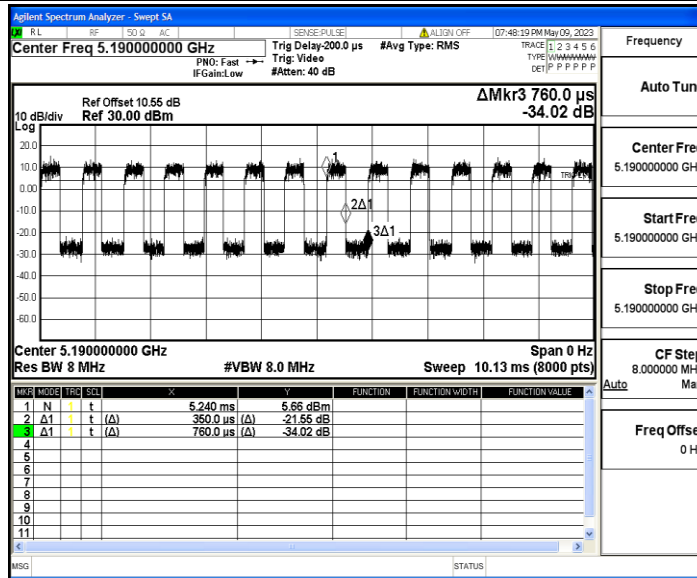 Agilent Spectrum Analyzer - Swept SA
RL RF 50 Ω AC SENSE:PULSE ALIGN OFF 07:48:19 PM May 09, 2023
Center Freq 5.190000000 GHz
PNO: Fast
IFGain:Low
Trig Delay-200.0 µs
Trig: Video
#Atten: 40 dB
#Avg Type: RMS
TRACE 1 2 3 4 5 6
TYPE WWWWWW
DET P P P P P P
ΔMkr3 760.0 µs
-34.02 dB
Ref Offset 10.55 dB
10 dB/div Ref 30.00 dBm
Log
20.0
10.0
0.00
-10.0
-20.0
-30.0
-40.0
-50.0
-60.0
1
2Δ1
3Δ1
Center 5.190000000 GHz Span 0 Hz
Res BW 8 MHz #VBW 8.0 MHz Sweep 10.13 ms (8000 pts)
MKR MODE TRC SCL X Y FUNCTION FUNCTION WIDTH FUNCTION VALUE
1 N 1 t 5.240 ms 5.66 dBm
2 Δ1 1 t (Δ) 350.0 µs (Δ) -21.55 dB
3 Δ1 1 t (Δ) 760.0 µs (Δ) -34.02 dB
4
5
6
7
8
9
10
11
MSG STATUS
Frequency
Auto Tun
Center Fre
5.190000000 GH
Start Fre
5.190000000 GH
Stop Fre
5.190000000 GH
CF Step
8.000000 MH
Auto Ma
Freq Offse
0 H